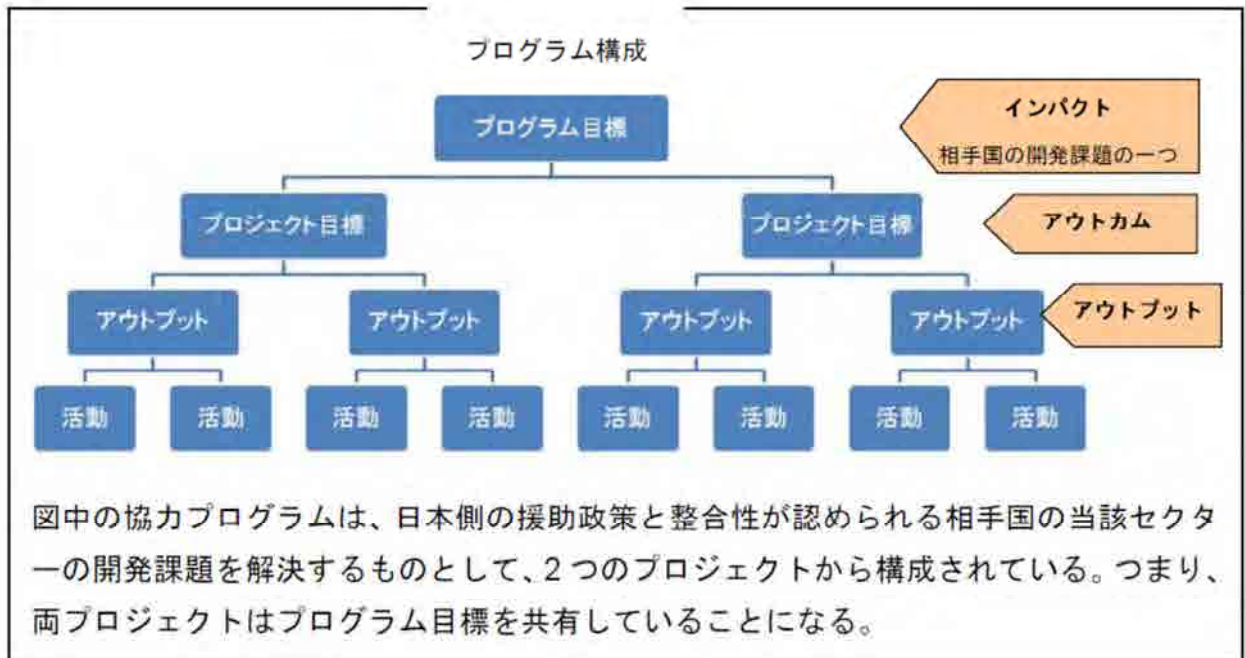 プログラム構成
プログラム目標
インパクト
相手国の開発課題の一つ
プロジェクト目標
プロジェクト目標
アウトカム
アウトプット
アウトプット
アウトプット
アウトプット
アウトプット
活動
活動
活動
活動
活動
活動
活動
活動
図中の協力プログラムは、日本側の援助政策と整合性が認められる相手国の当該セクタ
ーの開発課題を解決するものとして、2 つのプロジェクトから構成されている。つまり、
両プロジェクトはプログラム目標を共有していることになる。